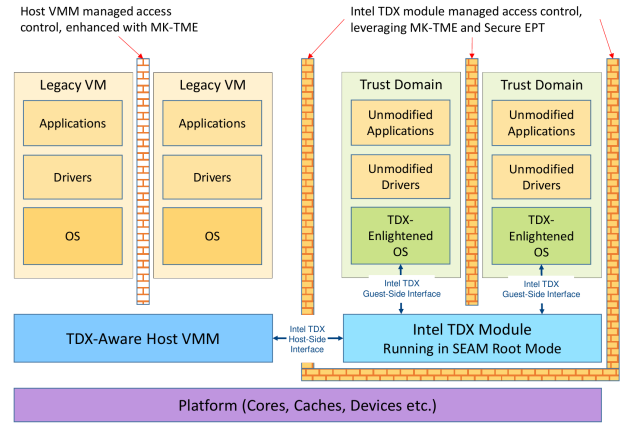 Host VMM managed access
control, enhanced with MK-TME
Intel TDX module managed access control,
leveraging MK-TME and Secure EPT
Legacy VM
Applications
Drivers
OS
Legacy VM
Applications
Drivers
OS
Trust Domain
Unmodified
Applications
Unmodified
Drivers
TDX-
Enlightened
OS
Trust Domain
Unmodified
Applications
Unmodified
Drivers
TDX-
Enlightened
OS
Intel TDX
Guest-Side Interface
Intel TDX
Guest-Side Interface
TDX-Aware Host VMM
Intel TDX
Host-Side
Interface
Intel TDX Module
Running in SEAM Root Mode
Platform (Cores, Caches, Devices etc.)